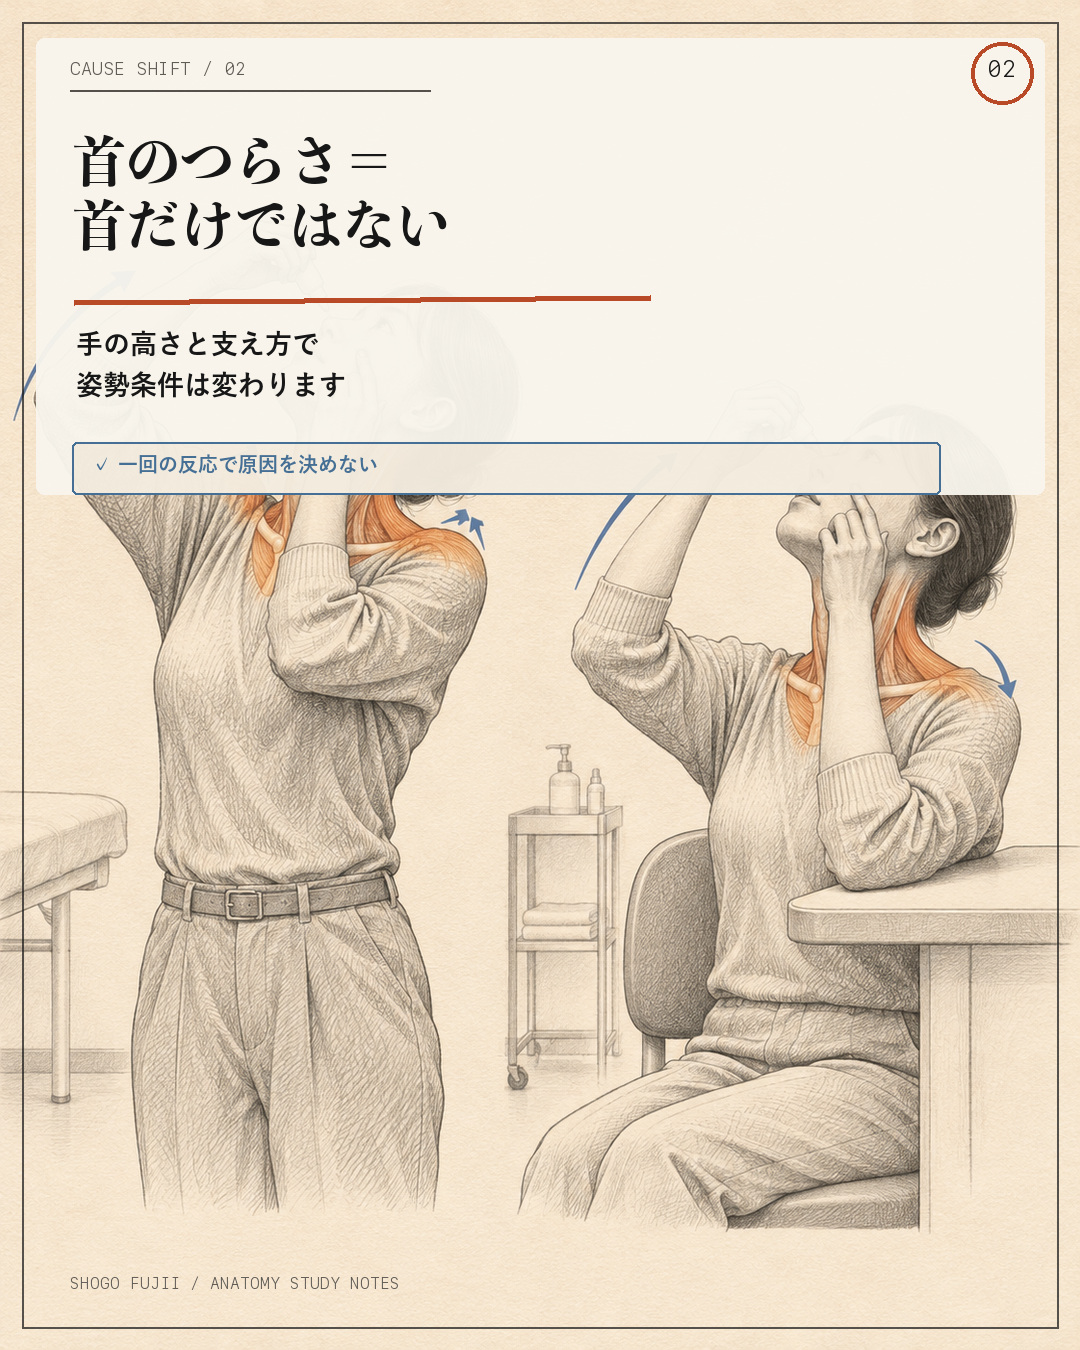 CAUSE SHIFT / 02
02
首のつらさ＝
首だけではない
手の高さと支え方で
姿勢条件は変わります
✓ 一回の反応で原因を決めない
SHOGO FUJII / ANATOMY STUDY NOTES